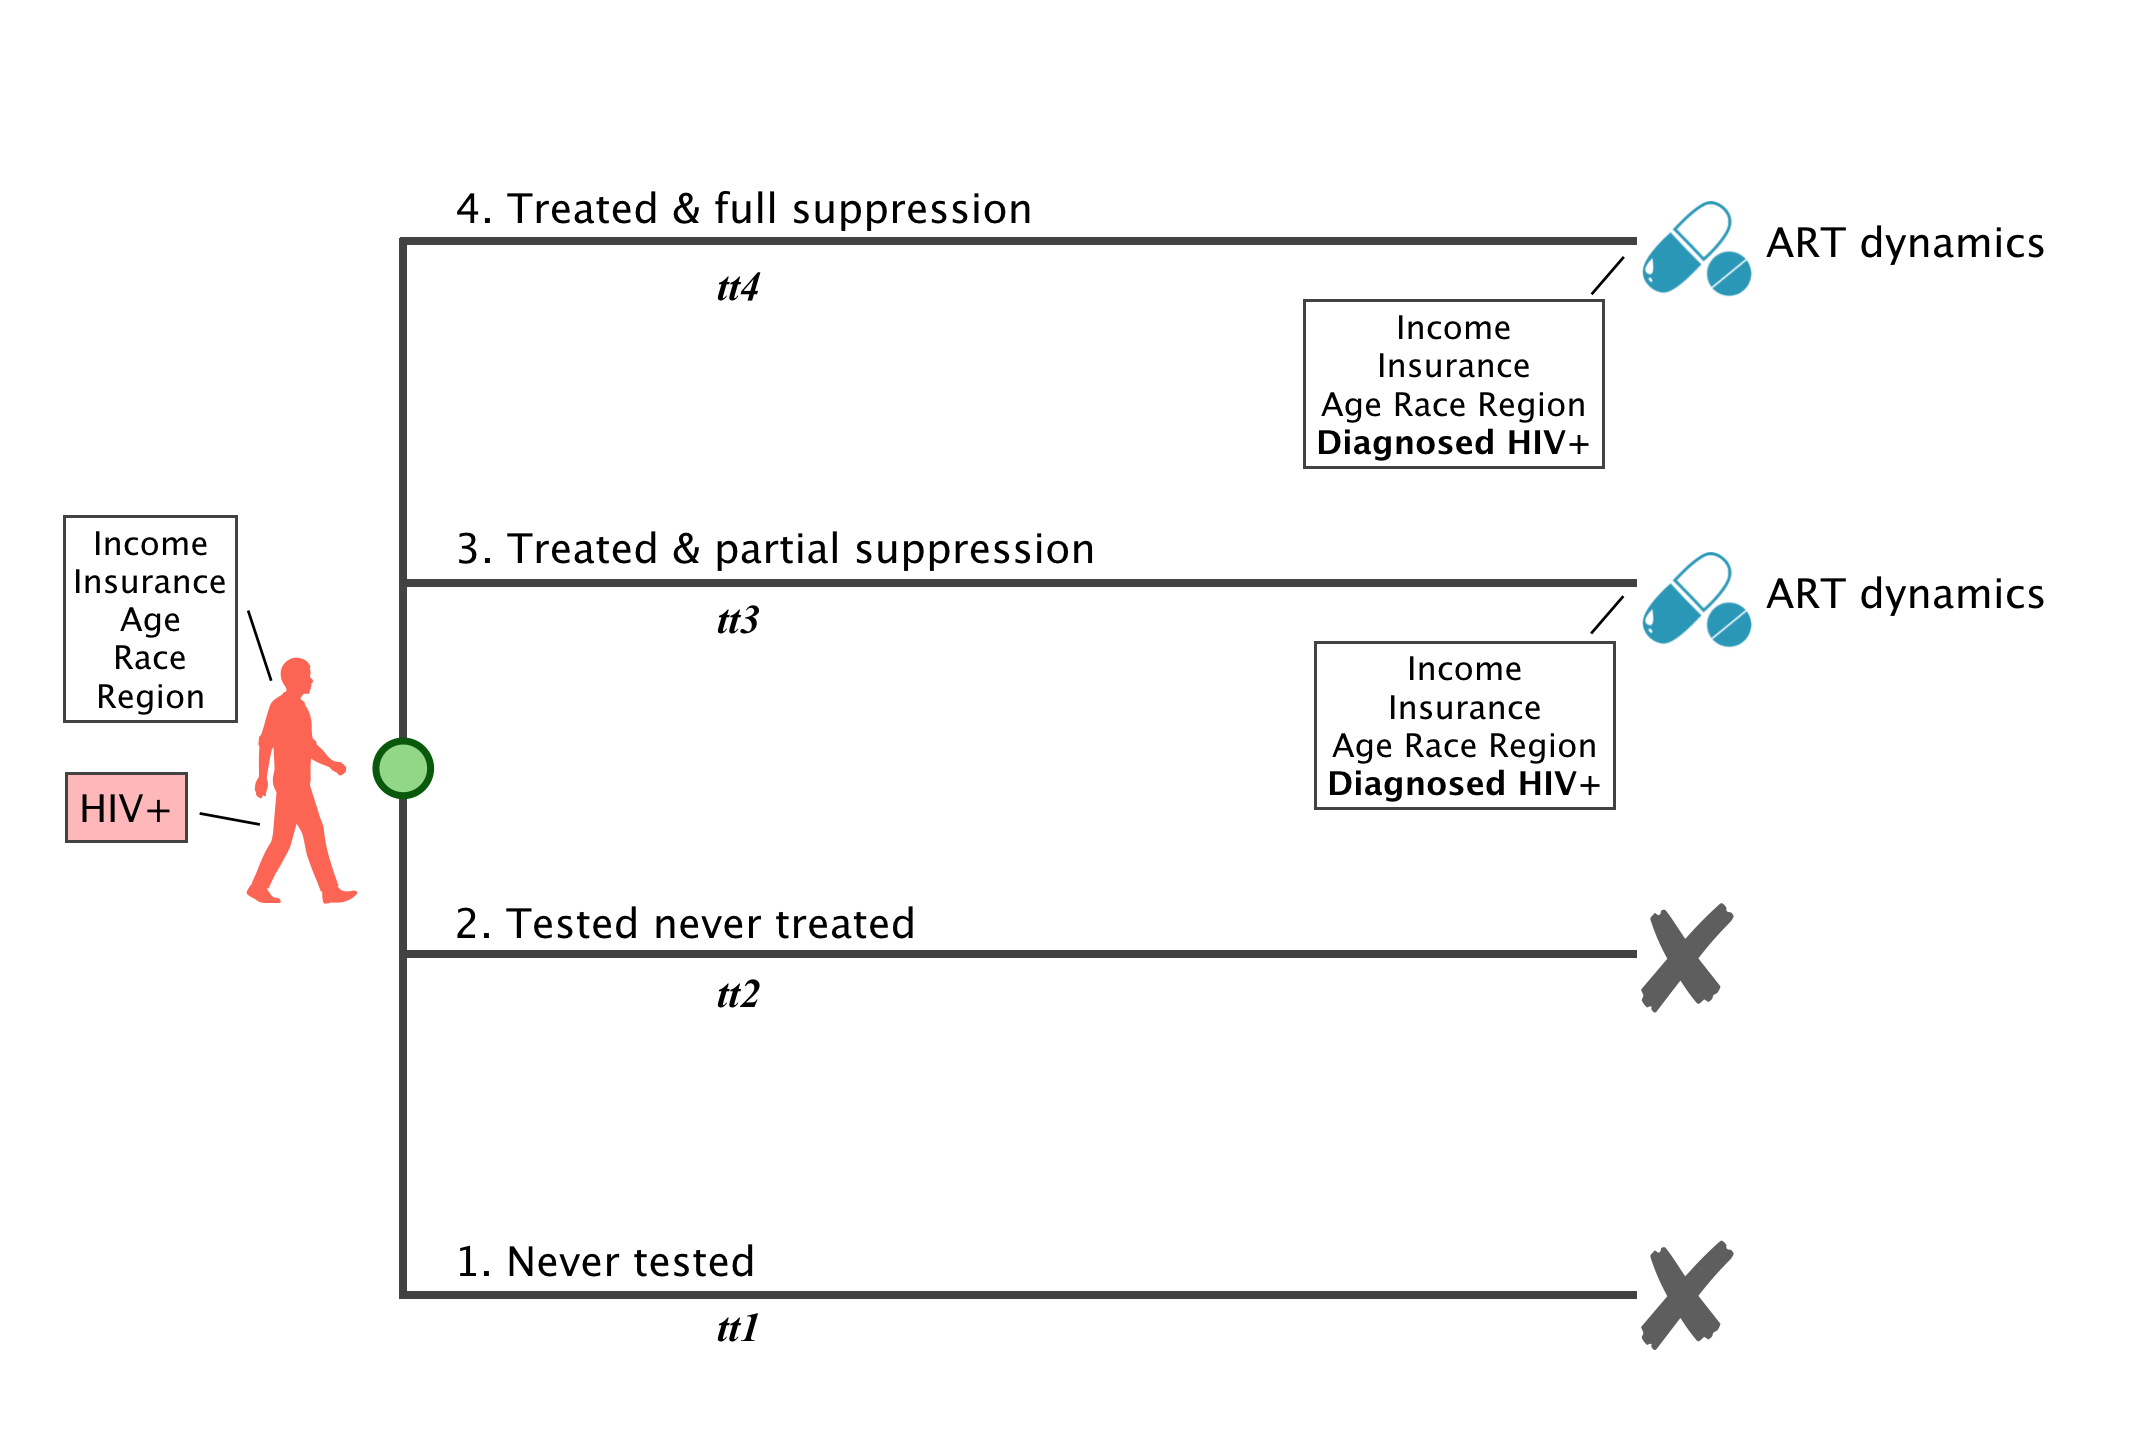 4. Treated & full suppression
tt4
ART dynamics
Income
Insurance
Age Race Region
Diagnosed HIV+
3. Treated & partial suppression
tt3
ART dynamics
Income
Insurance
Age Race Region
Diagnosed HIV+
Income
Insurance
Age
Race
Region
HIV+
2. Tested never treated
tt2
1. Never tested
tt1